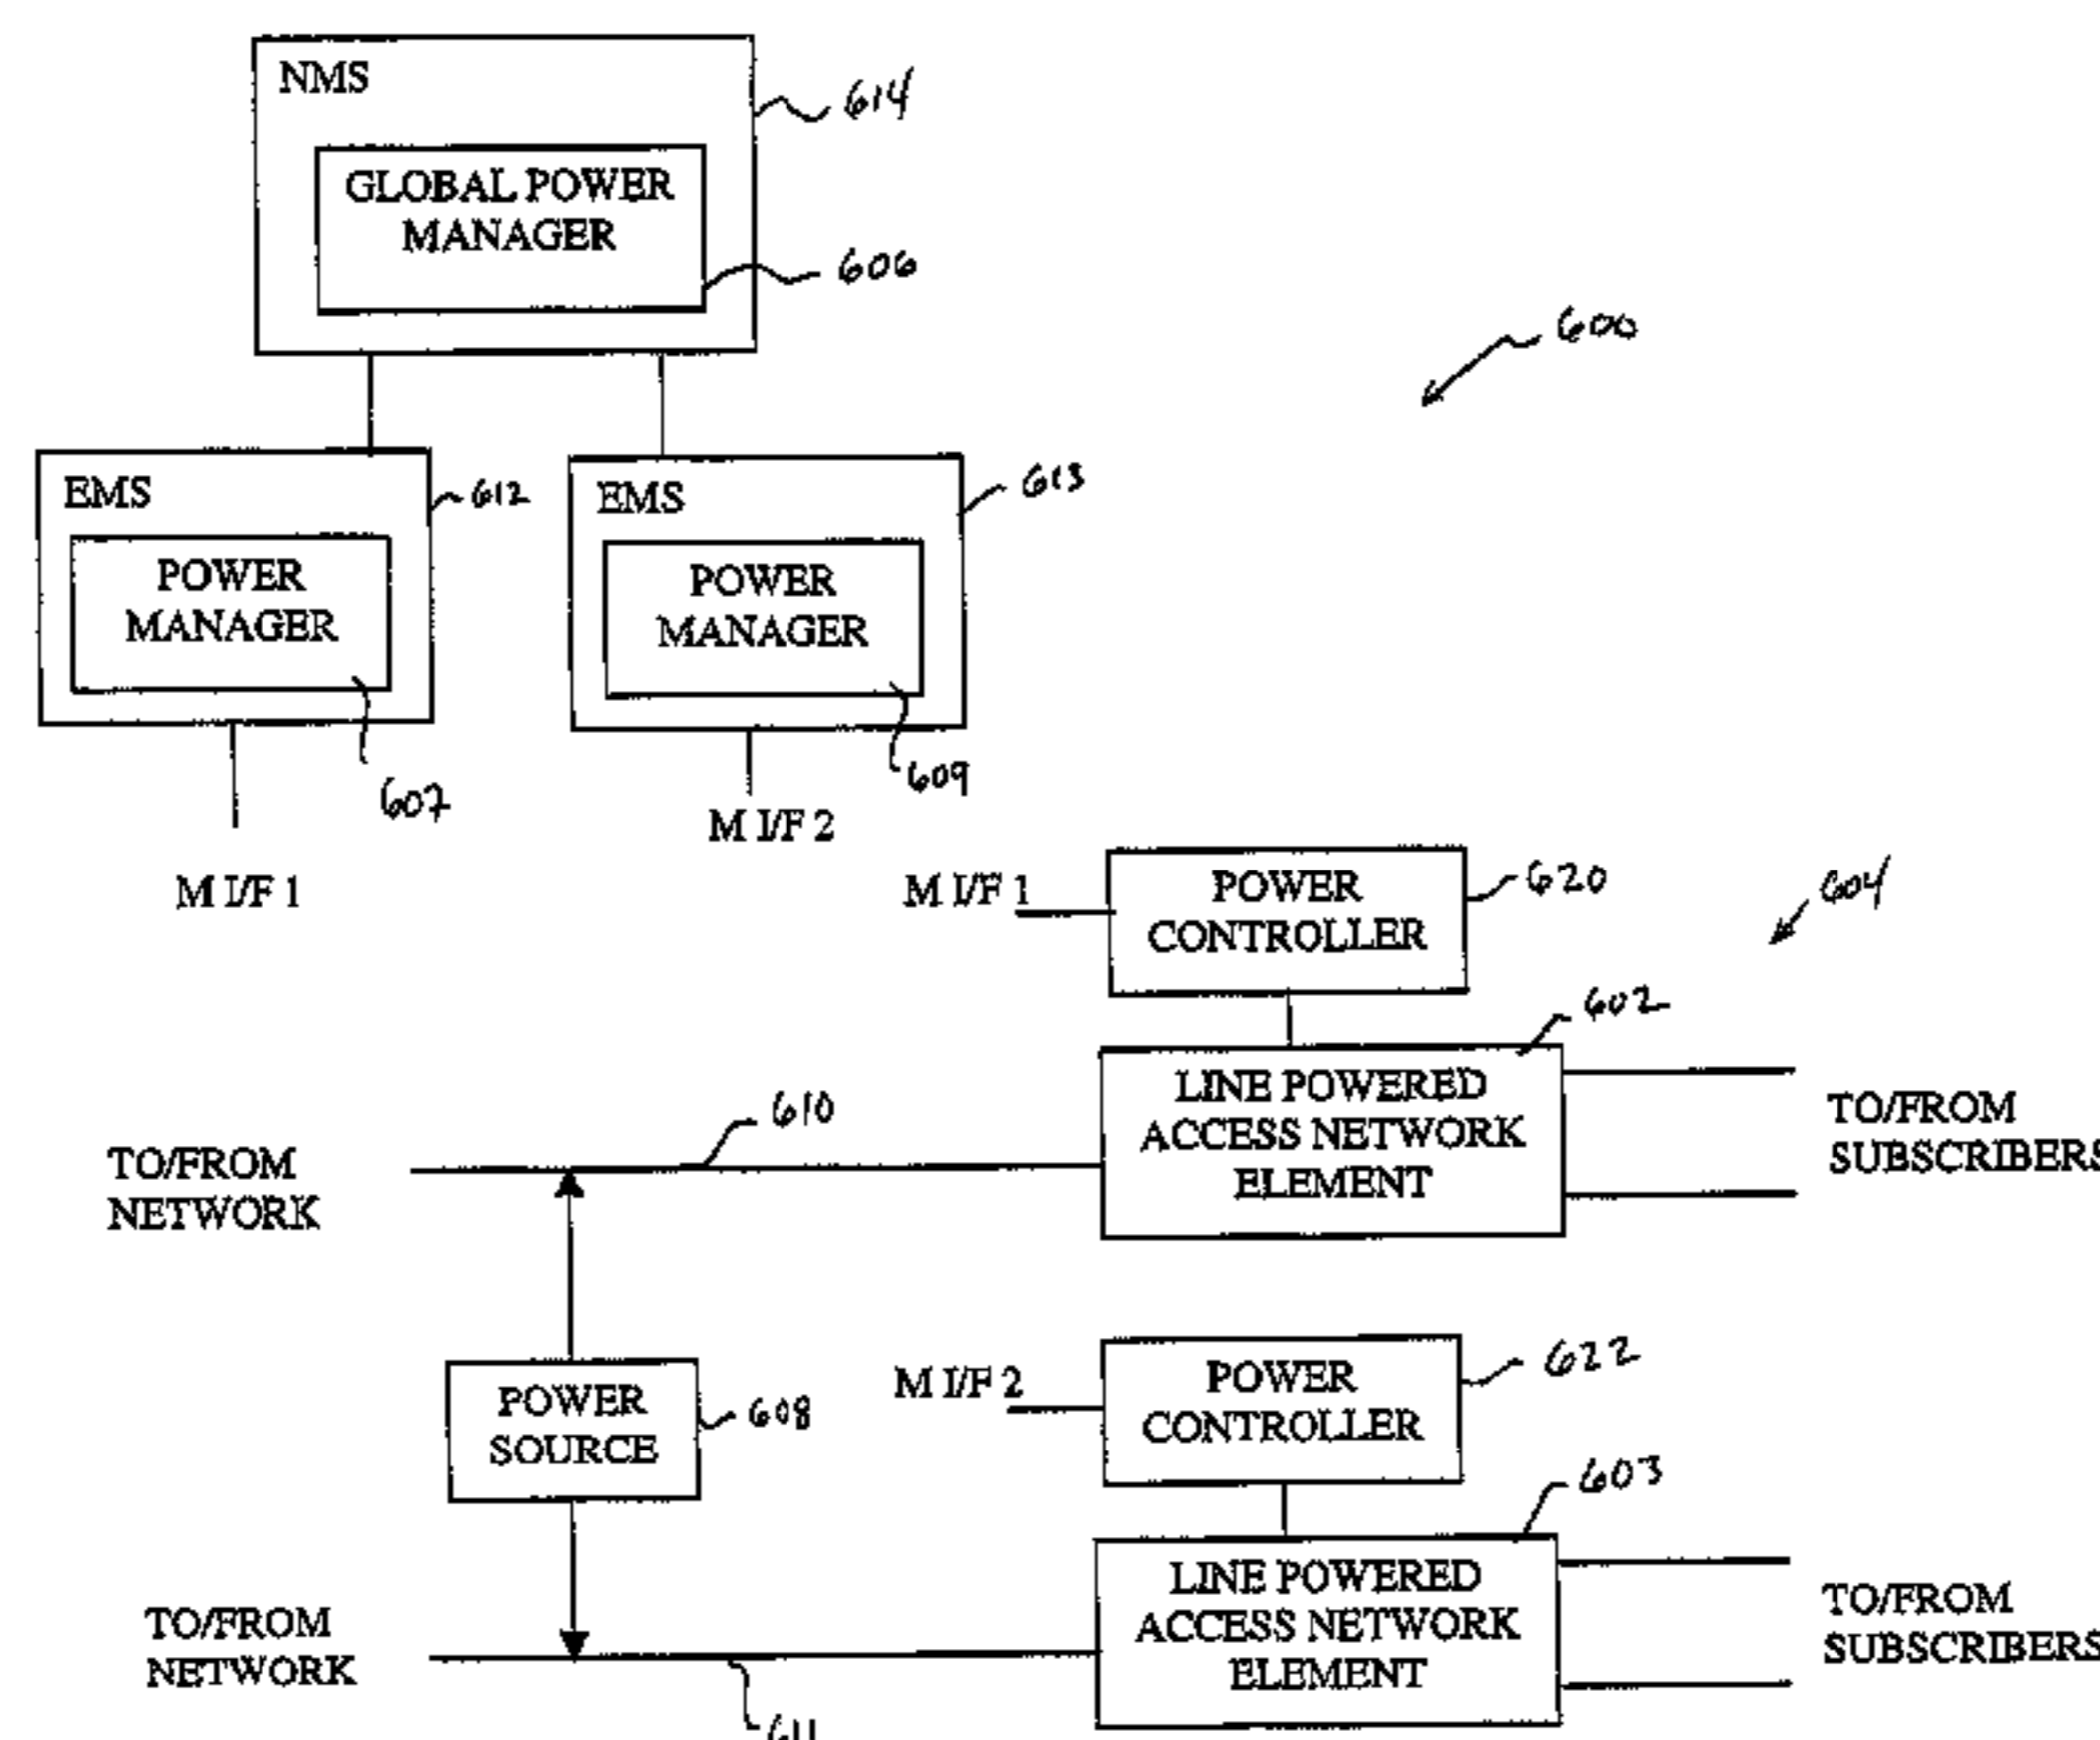 NMS
614
GLOBAL POWER
MANAGER
606
600
EMS
612
POWER
MANAGER
607
M I/F 1
EMS
613
POWER
MANAGER
609
M I/F 2
M I/F 1
POWER
CONTROLLER
620
604
602
LINE POWERED
ACCESS NETWORK
ELEMENT
610
TO/FROM
NETWORK
TO/FROM
SUBSCRIBERS
POWER
SOURCE
608
M I/F 2
POWER
CONTROLLER
622
603
LINE POWERED
ACCESS NETWORK
ELEMENT
TO/FROM
NETWORK
611
TO/FROM
SUBSCRIBERS